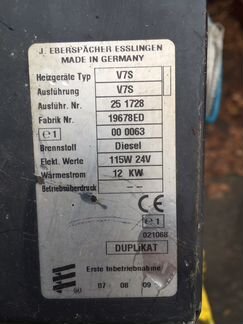 J. EBERSPÄCHER ESSLINGEN
MADE IN GERMANY
Heizgeräte Typ V7S
Ausführung V7S
Ausführ. Nr. 25 1728
Fabrik Nr. 19678ED
e1 00 0063
Brennstoff Diesel
Elekt. Werte 115W 24V
Wärmestrom 12 KW
Betriebsüberdruck --
CE
e1
021068
DUPLIKAT
Erste Inbetriebnahme
07 08 09